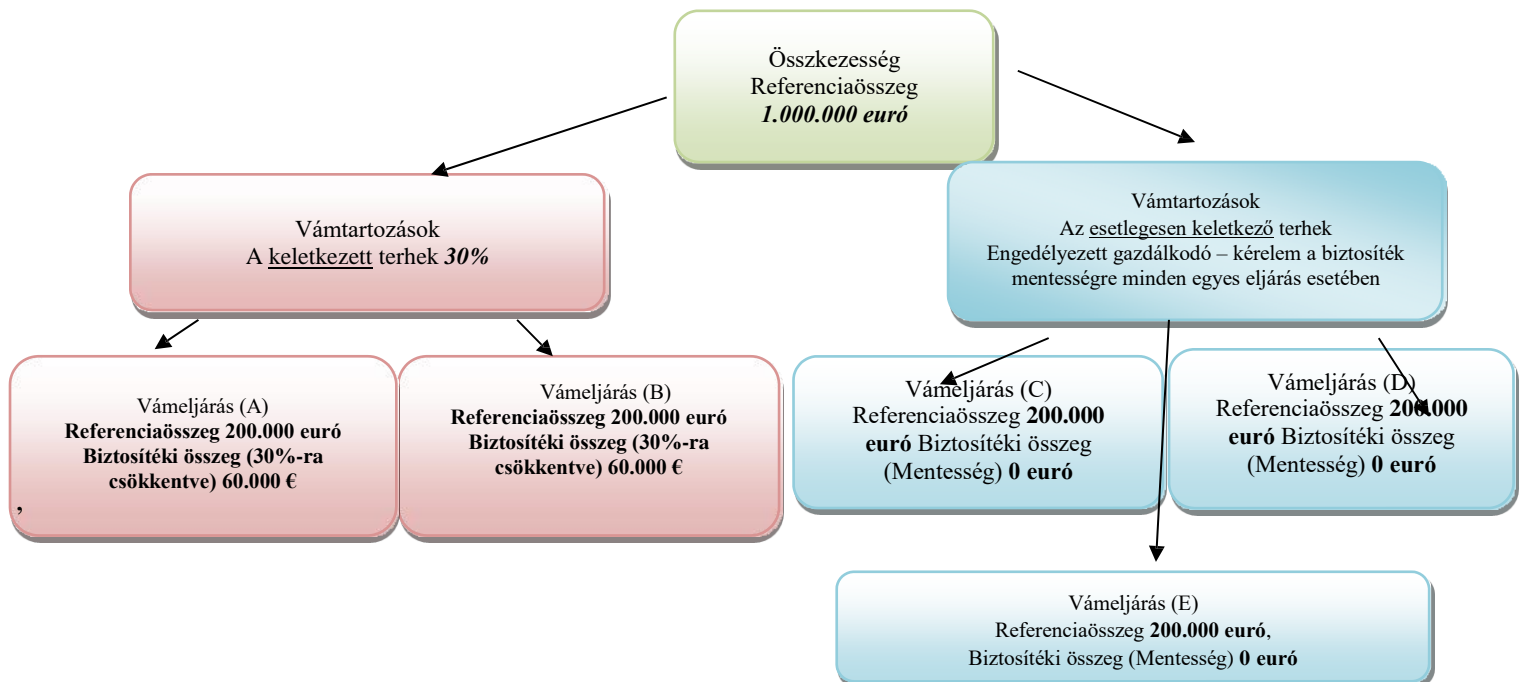 Összkezesség
Referenciaösszeg
1.000.000 euró
Vámtartozások
A keletkezett terhek 30%
Vámtartozások
Az esetlegesen keletkező terhek
Engedélyezett gazdálkodó – kérelem a biztosíték
mentességre minden egyes eljárás esetében
Vámeljárás (A)
Referenciaösszeg 200.000 euró
Biztosítéki összeg (30%-ra
csökkentve) 60.000 €
,
Vámeljárás (B)
Referenciaösszeg 200.000 euró
Biztosítéki összeg (30%-ra
csökkentve) 60.000 €
Vámeljárás (C)
Referenciaösszeg 200.000
euró Biztosítéki összeg
(Mentesség) 0 euró
Vámeljárás (D)
Referenciaösszeg 200.000
euró Biztosítéki összeg
(Mentesség) 0 euró
Vámeljárás (E)
Referenciaösszeg 200.000 euró,
Biztosítéki összeg (Mentesség) 0 euró